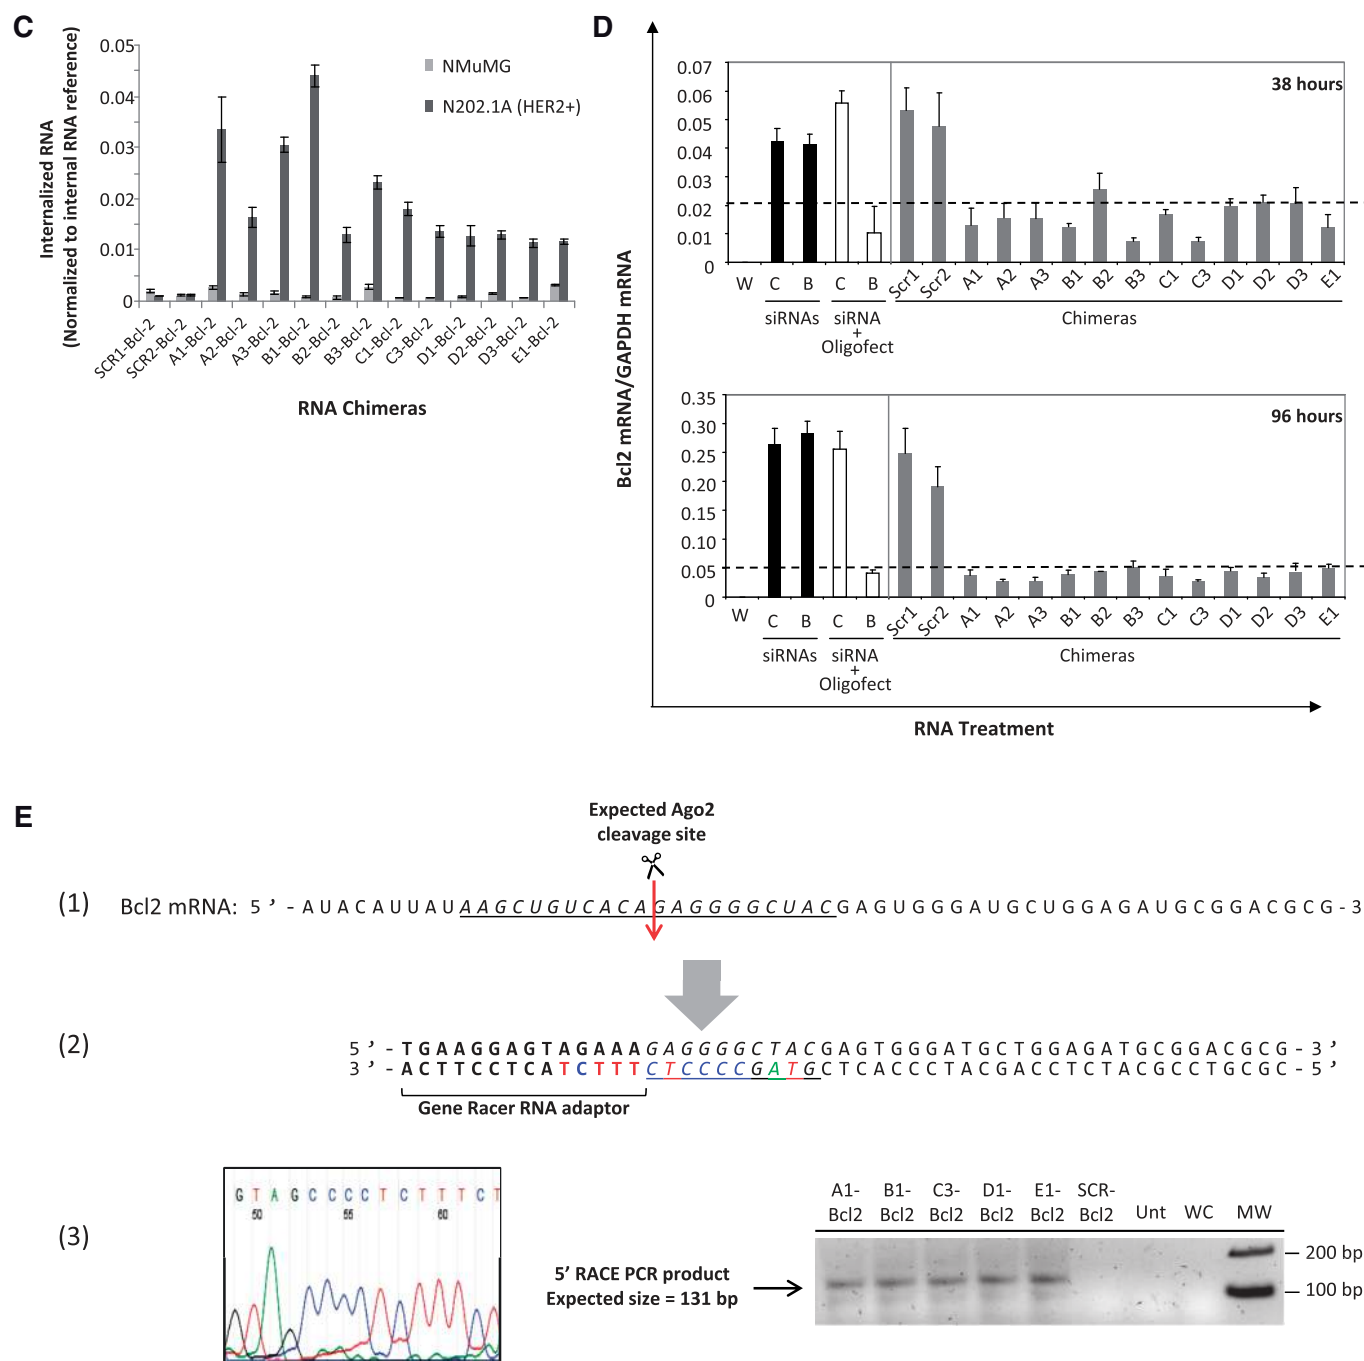 C
Internalized RNA
(Normalized to internal RNA reference)
0.05
0.04
0.03
0.02
0.01
0
NMuMG
N202.1A (HER2+)
SCR1-Bcl-2
SCR2-Bcl-2
A1-Bcl-2
A2-Bcl-2
A3-Bcl-2
B1-Bcl-2
B2-Bcl-2
B3-Bcl-2
C1-Bcl-2
C3-Bcl-2
D1-Bcl-2
D2-Bcl-2
D3-Bcl-2
E1-Bcl-2
RNA Chimeras
D
Bcl2 mRNA/GAPDH mRNA
38 hours
0.07
0.06
0.05
0.04
0.03
0.02
0.01
0
W C B C B Scr1 Scr2 A1 A2 A3 B1 B2 B3 C1 C3 D1 D2 D3 E1
siRNAs
siRNA
+
Oligofect
Chimeras
96 hours
0.35
0.30
0.25
0.20
0.15
0.10
0.05
0
W C B C B Scr1 Scr2 A1 A2 A3 B1 B2 B3 C1 C3 D1 D2 D3 E1
siRNAs
siRNA
+
Oligofect
Chimeras
RNA Treatment
E
Expected Ago2
cleavage site
(1) Bcl2 mRNA: 5’-AUACAUUAUAAGCUGUCACAGAGGGGCUACGAGUGGGAUGCUGGAGAUGCGGACGCG-3
(2) 5’-TGAAGGAGTAGAAAGAGGGGCTACGAGTGGGATGCTGGAGATGCGGACGCG-3’
3’-ACTTCCTCATCTTTCTCCCCGATGCTCACCCTACGACCTCTACGCCTGCGC-5’
Gene Racer RNA adaptor
(3)
G T A G C C C C T C T T T C T
50 55 60
5’ RACE PCR product
Expected size = 131 bp
A1-
Bcl2
B1-
Bcl2
C3-
Bcl2
D1-
Bcl2
E1-
Bcl2
SCR-
Bcl2
Unt
WC
MW
200 bp
100 bp